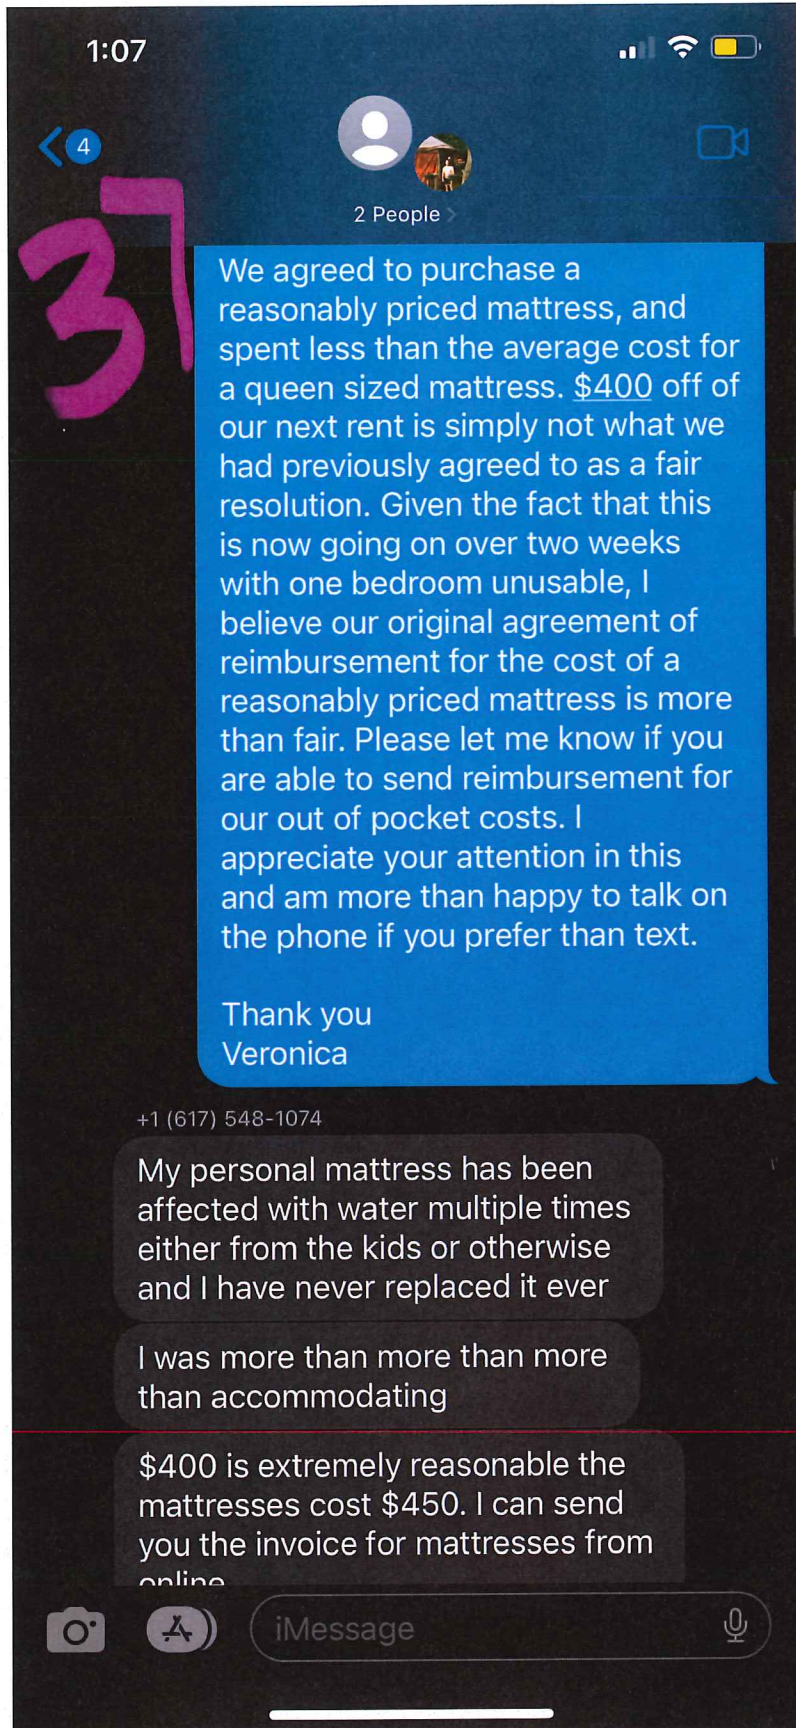 1:07
4
2 People >
37
We agreed to purchase a
reasonably priced mattress, and
spent less than the average cost for
a queen sized mattress. $400 off of
our next rent is simply not what we
had previously agreed to as a fair
resolution. Given the fact that this
is now going on over two weeks
with one bedroom unusable, I
believe our original agreement of
reimbursement for the cost of a
reasonably priced mattress is more
than fair. Please let me know if you
are able to send reimbursement for
our out of pocket costs. I
appreciate your attention in this
and am more than happy to talk on
the phone if you prefer than text.
Thank you
Veronica
+1 (617) 548-1074
My personal mattress has been
affected with water multiple times
either from the kids or otherwise
and I have never replaced it ever
I was more than more than more
than accommodating
$400 is extremely reasonable the
mattresses cost $450. I can send
you the invoice for mattresses from
online
iMessage